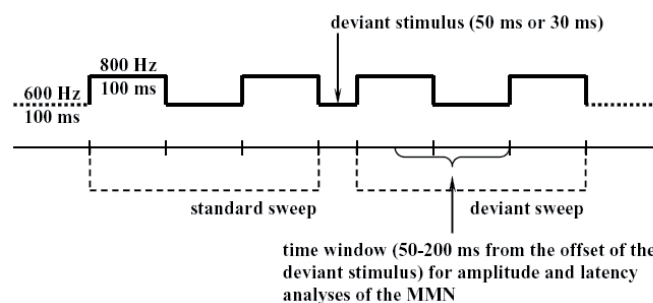 deviant stimulus (50 ms or 30 ms)
800 Hz
100 ms
600 Hz
100 ms
standard sweep
deviant sweep
time window (50-200 ms from the offset of the
deviant stimulus) for amplitude and latency
analyses of the MMN